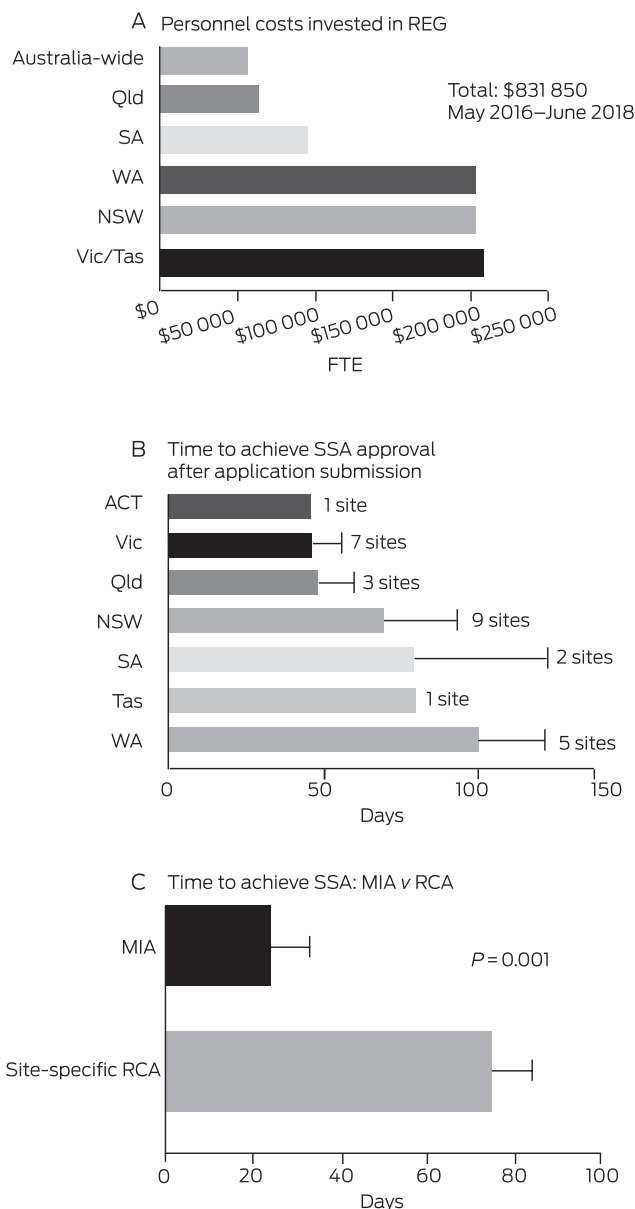 A Personnel costs invested in REG
Australia-wide
Qld
SA
WA
NSW
Vic/Tas
Total: $831 850
May 2016–June 2018
$0
$50 000
$100 000
$150 000
$200 000
$250 000
FTE
B Time to achieve SSA approval
after application submission
ACT 1 site
Vic 7 sites
Qld 3 sites
NSW 9 sites
SA 2 sites
Tas 1 site
WA 5 sites
0 50 100 150
Days
C Time to achieve SSA: MIA v RCA
MIA
P = 0.001
Site-specific RCA
0 20 40 60 80 100
Days